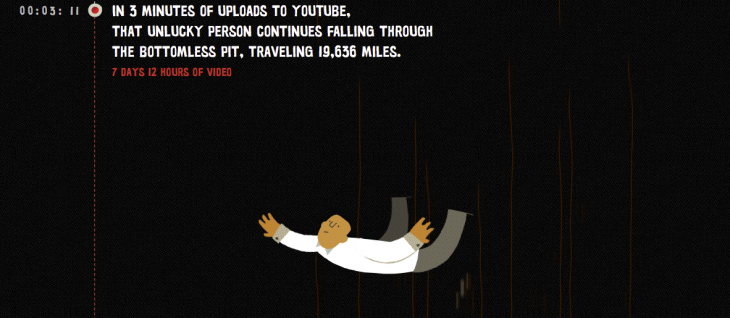 00:03: 11
IN 3 MINUTES OF UPLOADS TO YOUTUBE,
THAT UNLUCKY PERSON CONTINUES FALLING THROUGH
THE BOTTOMLESS PIT, TRAVELING 19,636 MILES.
7 DAYS 12 HOURS OF VIDEO